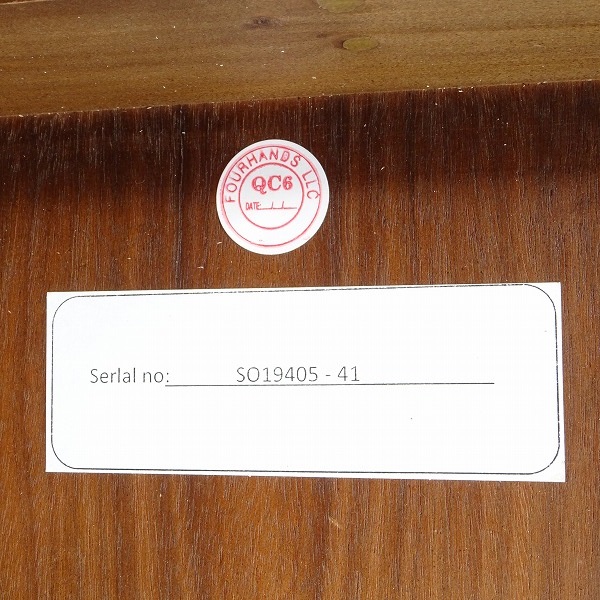 FOURHANDS LLC
QC6
DATE: / /
Serlal no: SO19405 - 41